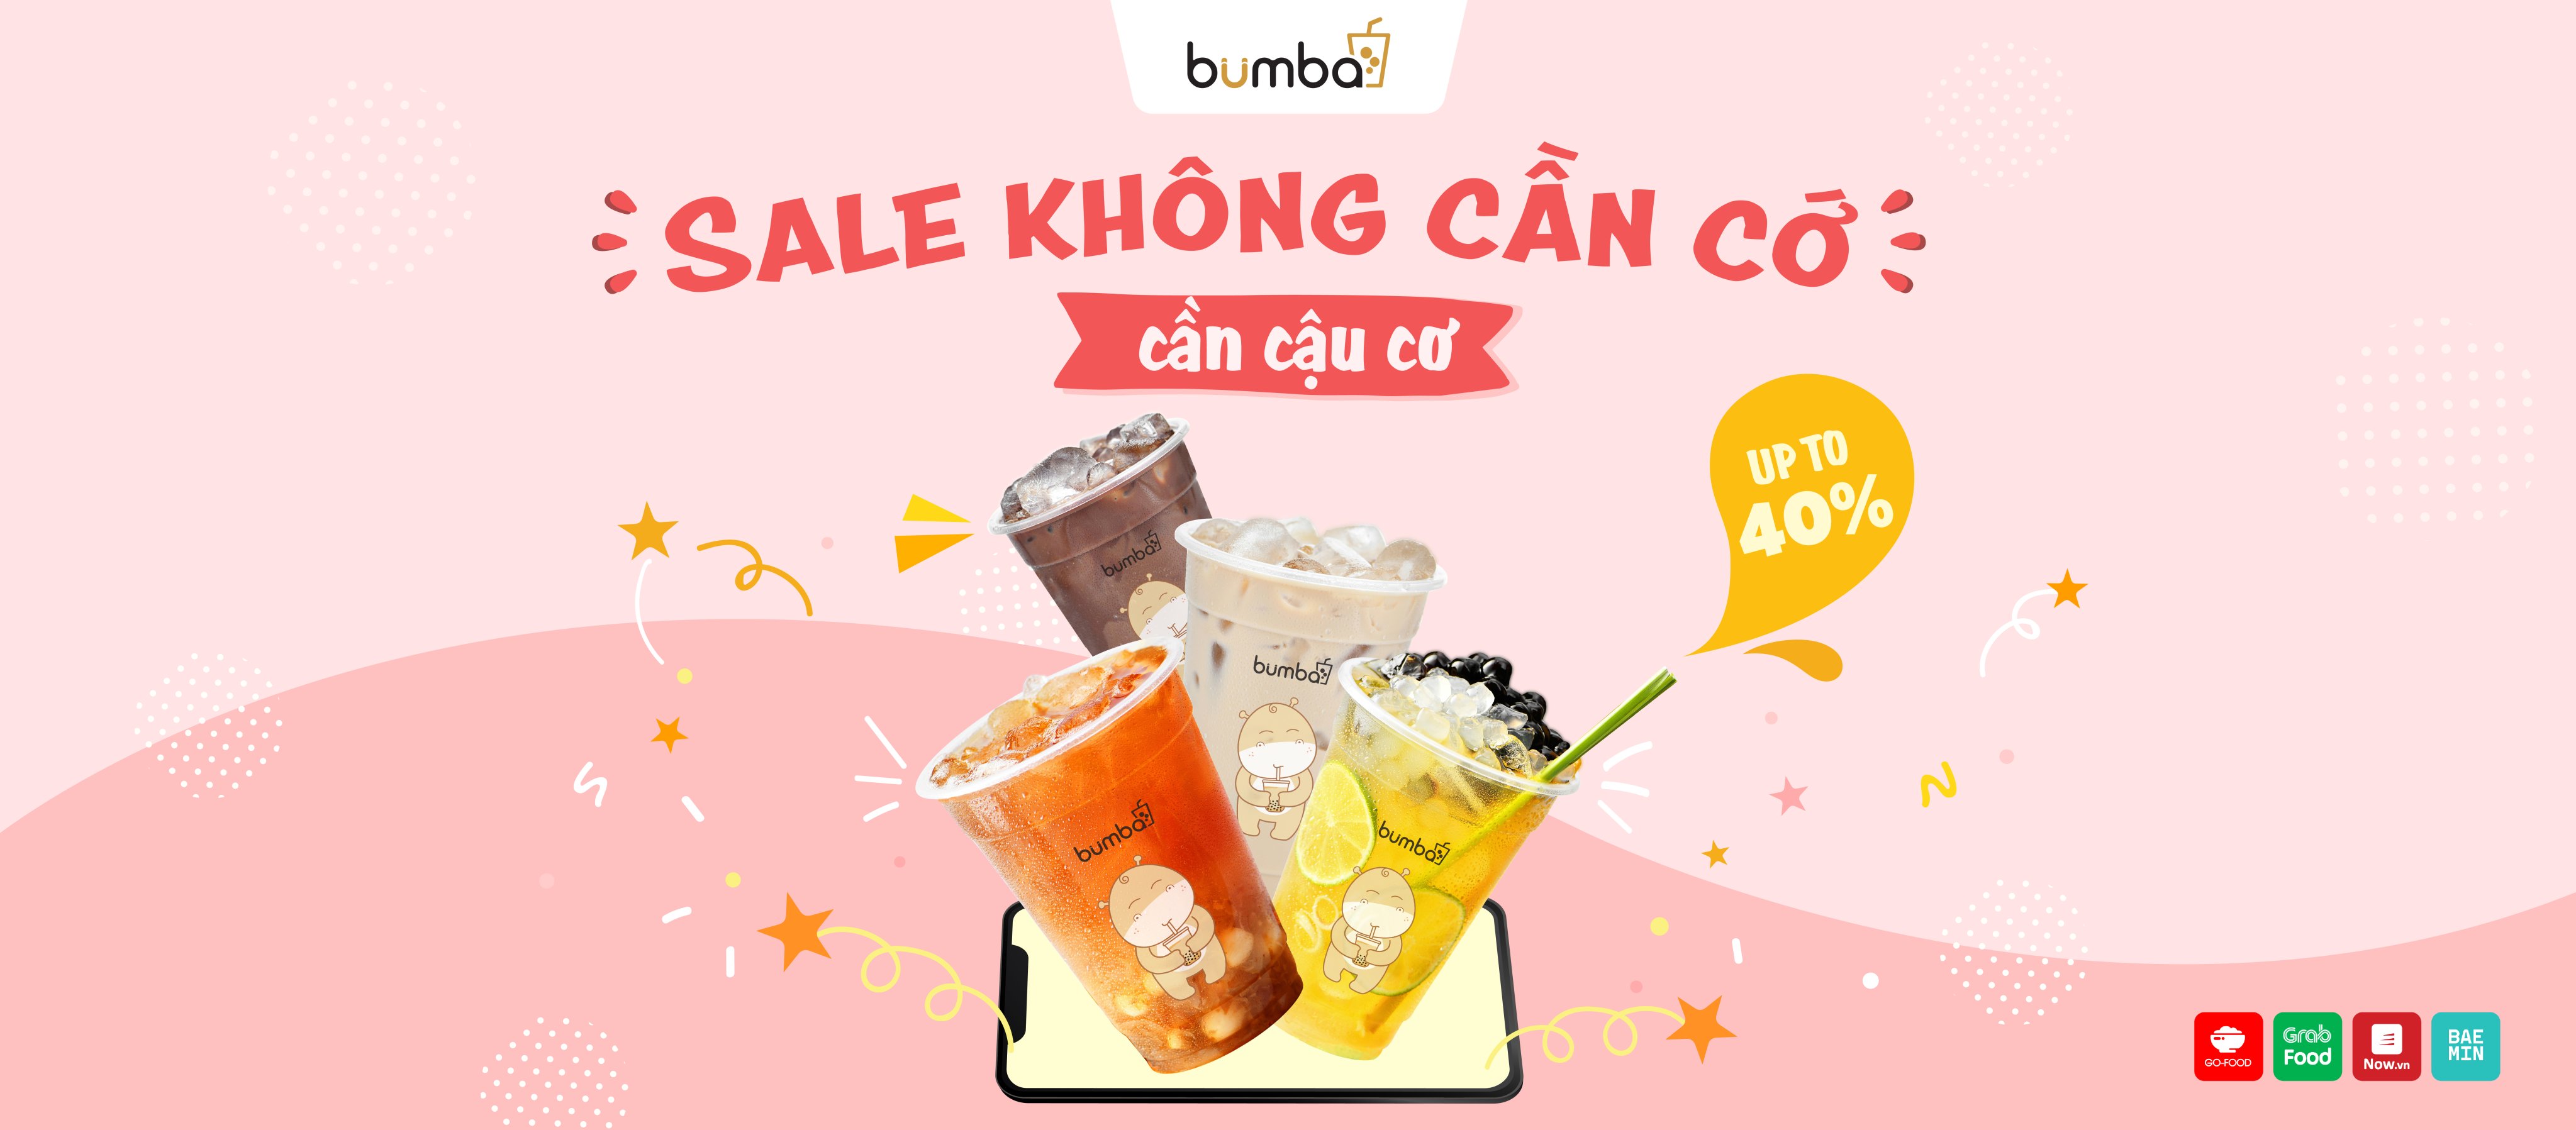 bumba
SALE KHÔNG CẦN CỚ
cần cậu cơ
UP TO
40%
bumba
bumba
bumba
bumba
GO-FOOD
Grab
Food
Now.vn
BAE
MIN